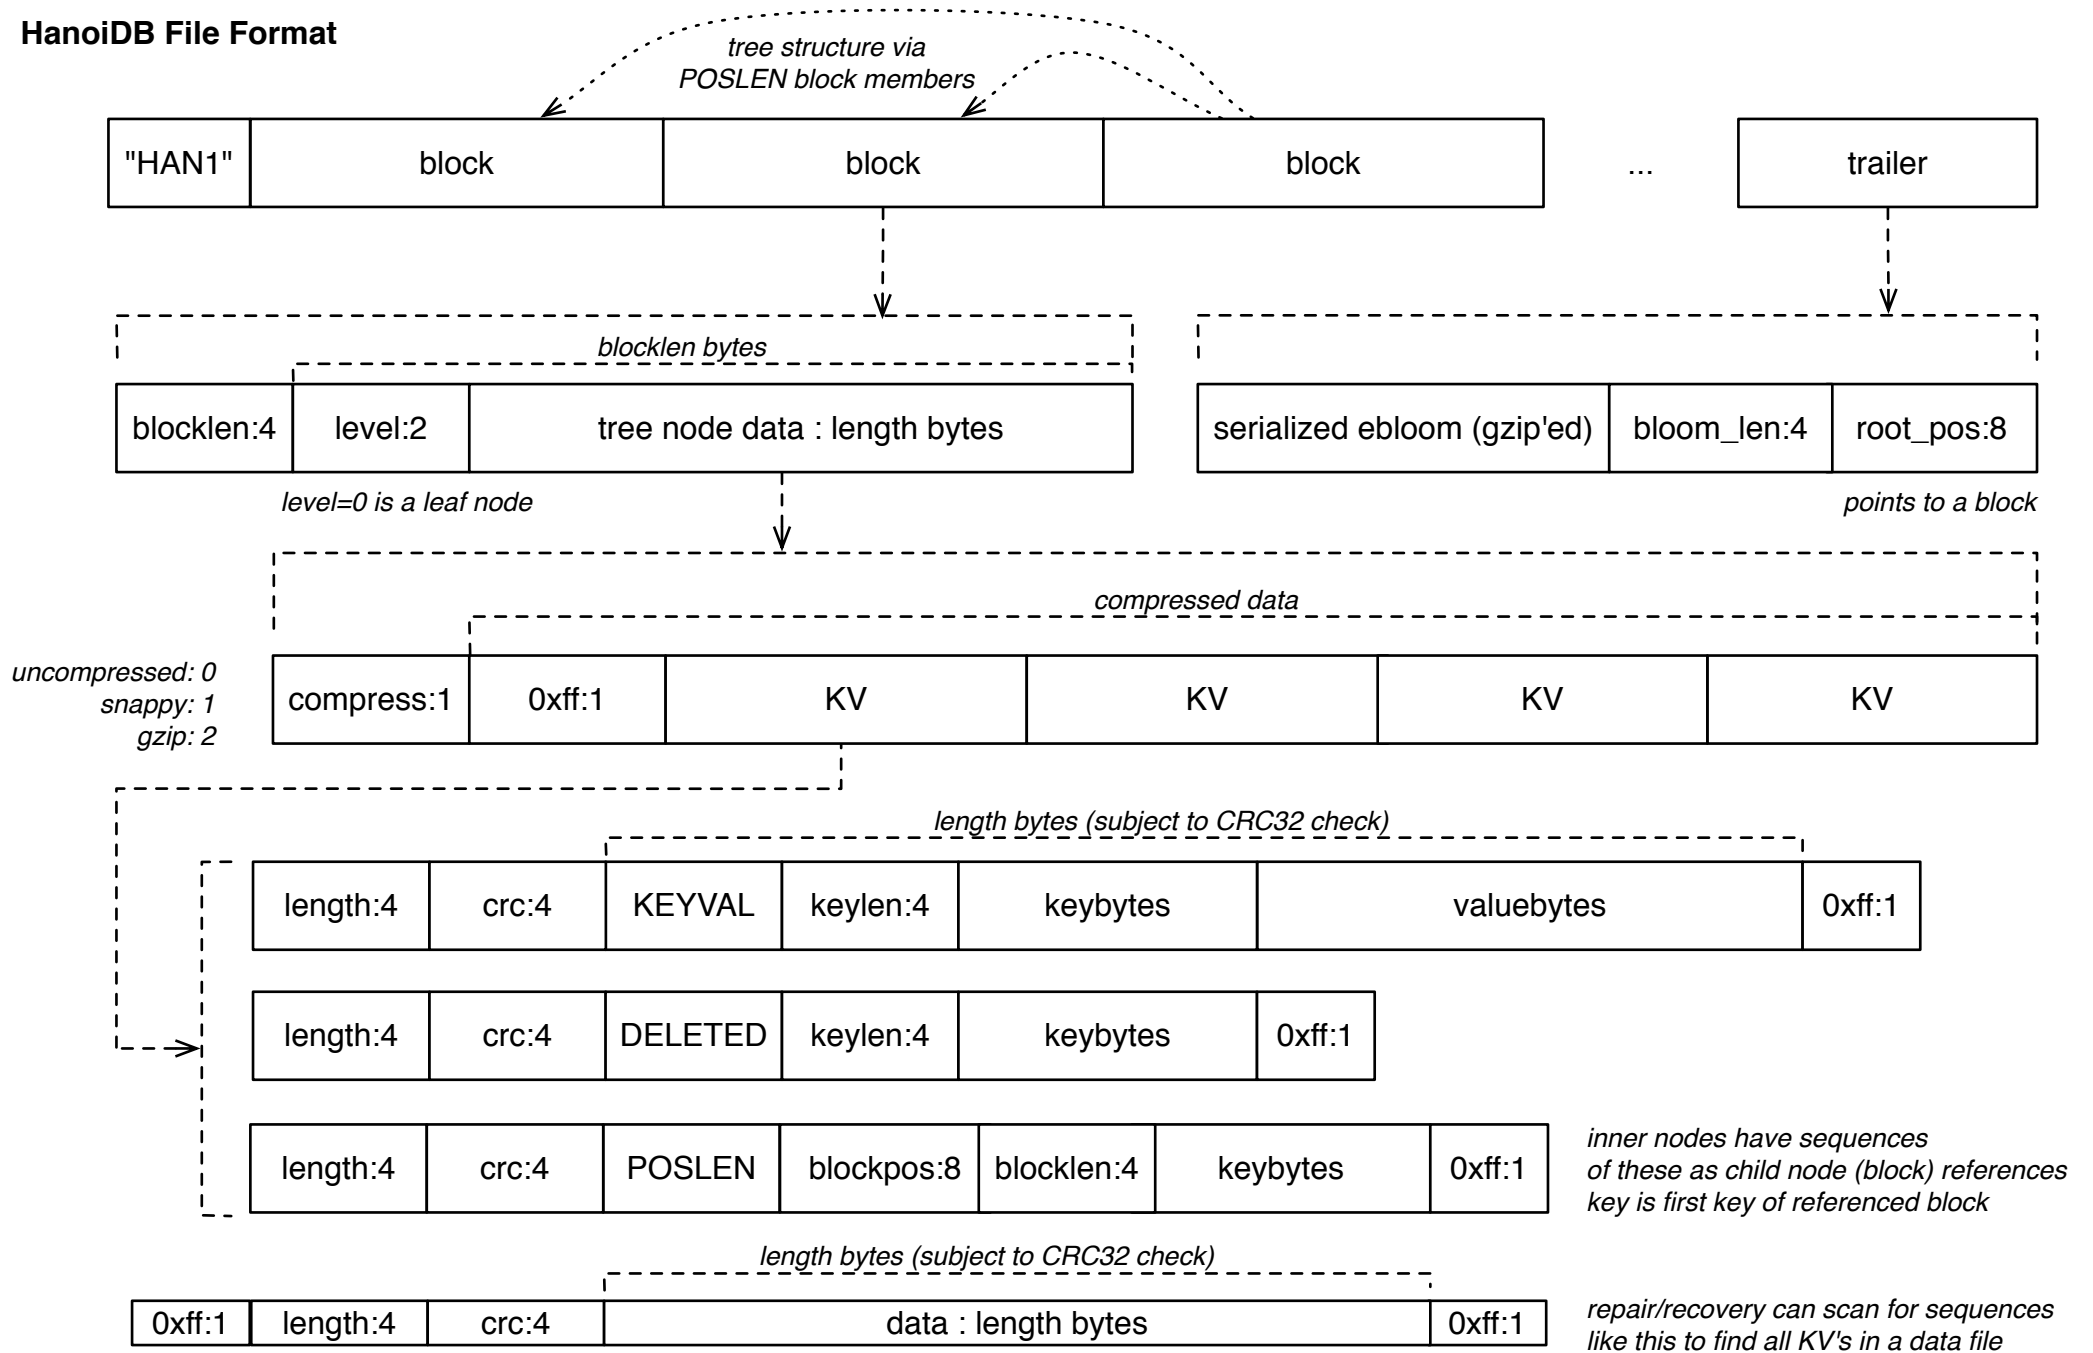 HanoiDB File Format
tree structure via
POSLEN block members
"HAN1" block block block ... trailer
blocklen bytes
blocklen:4 level:2 tree node data : length bytes
serialized ebloom (gzip'ed) bloom_len:4 root_pos:8
level=0 is a leaf node
points to a block
compressed data
uncompressed: 0
snappy: 1
gzip: 2
compress:1 0xff:1 KV KV KV KV
length bytes (subject to CRC32 check)
length:4 crc:4 KEYVAL keylen:4 keybytes valuebytes 0xff:1
length:4 crc:4 DELETED keylen:4 keybytes 0xff:1
length:4 crc:4 POSLEN blockpos:8 blocklen:4 keybytes 0xff:1
inner nodes have sequences
of these as child node (block) references
key is first key of referenced block
length bytes (subject to CRC32 check)
0xff:1 length:4 crc:4 data : length bytes 0xff:1
repair/recovery can scan for sequences
like this to find all KV's in a data file